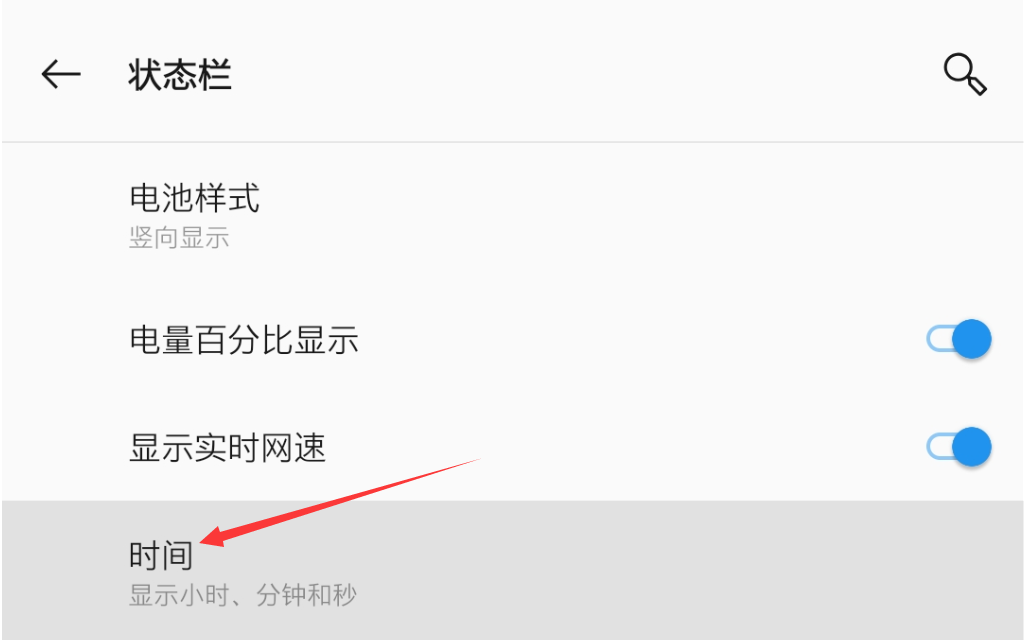 状态栏
电池样式
竖向显示
电量百分比显示
显示实时网速
时间
显示小时、分钟和秒